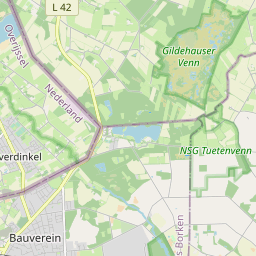 L 42
Overijssel
Gildehauser
Venn
Nederland
NSG Tuetenvenn
verdinkel
s Borken
Bauverein